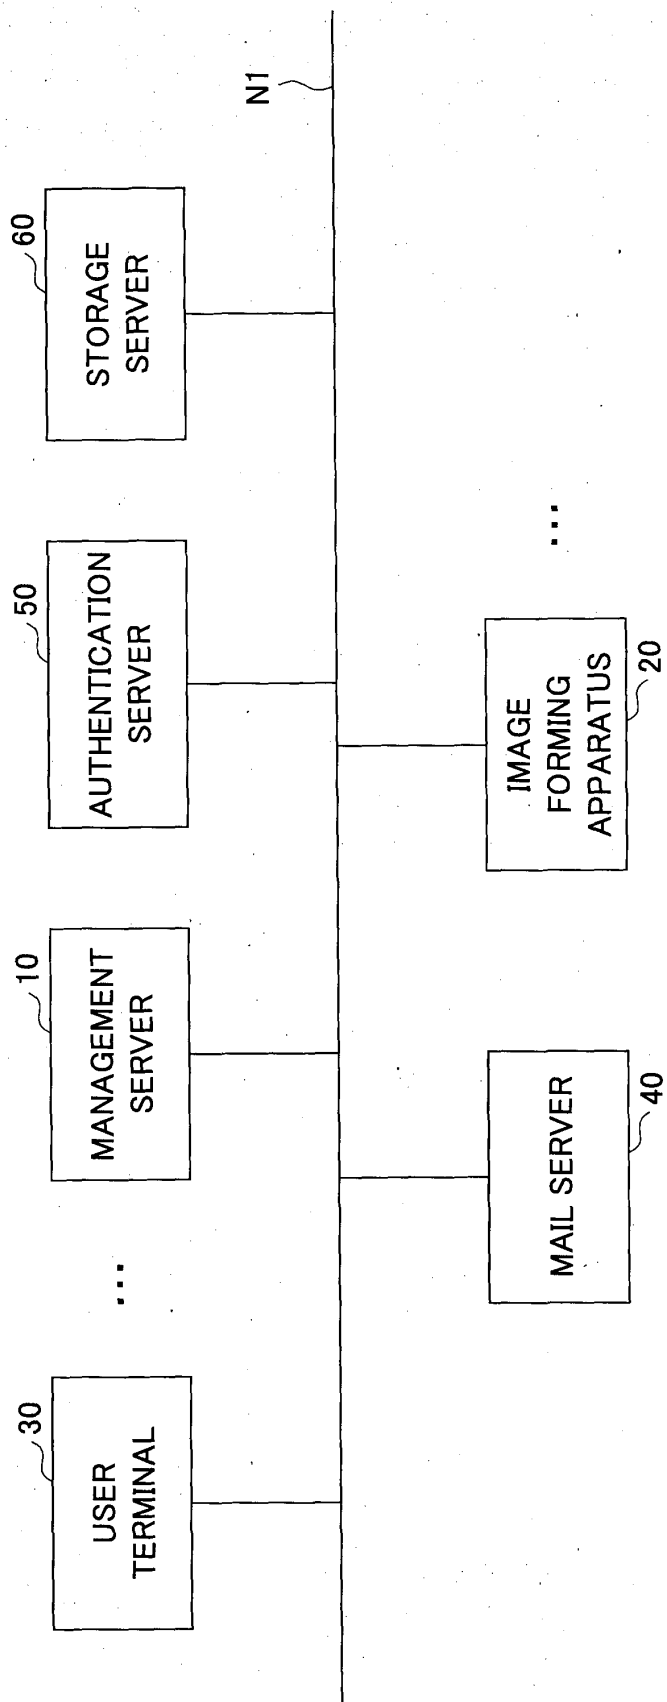 30
USER
TERMINAL
...
10
MANAGEMENT
SERVER
50
AUTHENTICATION
SERVER
60
STORAGE
SERVER
N1
MAIL SERVER
40
IMAGE
FORMING
APPARATUS
20
...